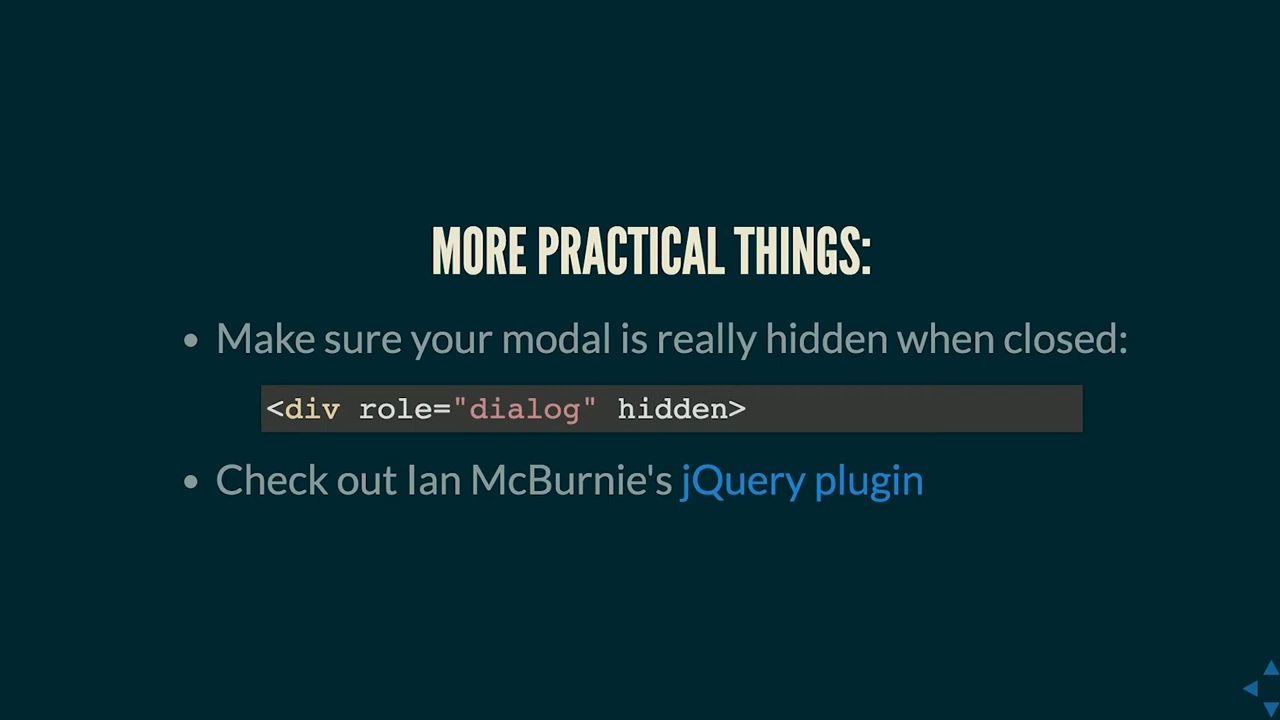 MORE PRACTICAL THINGS:
• Make sure your modal is really hidden when closed:
<div role="dialog" hidden>
• Check out Ian McBurnie's jQuery plugin